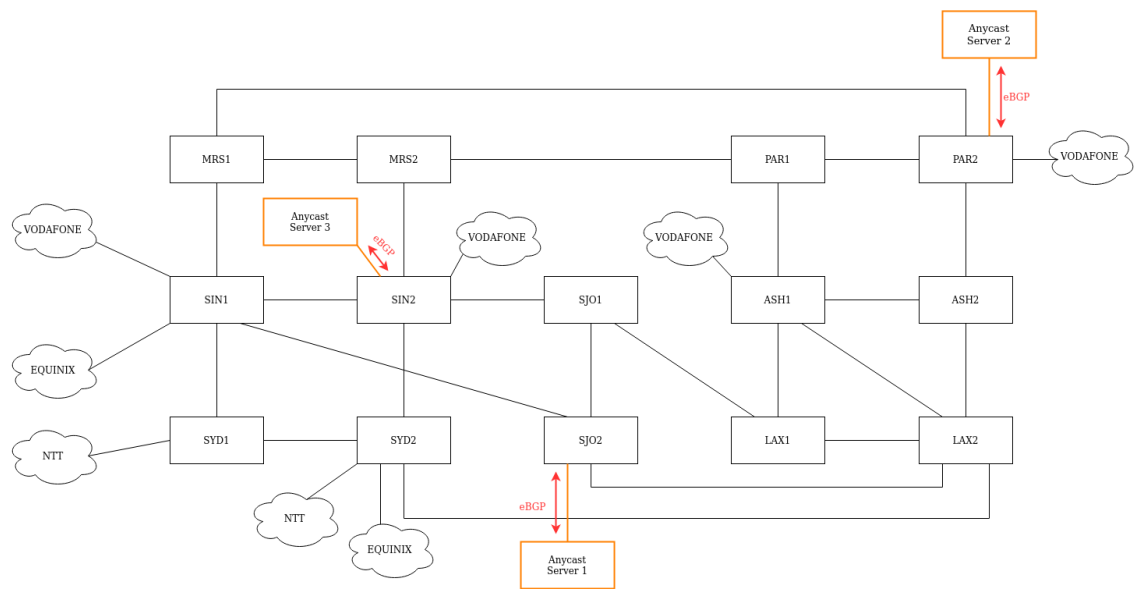 Anycast
Server 2
eBGP
MRS1
MRS2
PAR1
PAR2
VODAFONE
Anycast
Server 3
eBGP
VODAFONE
VODAFONE
VODAFONE
SIN1
SIN2
SJO1
ASH1
ASH2
EQUINIX
SYD1
SYD2
SJO2
LAX1
LAX2
NTT
NTT
eBGP
EQUINIX
Anycast
Server 1